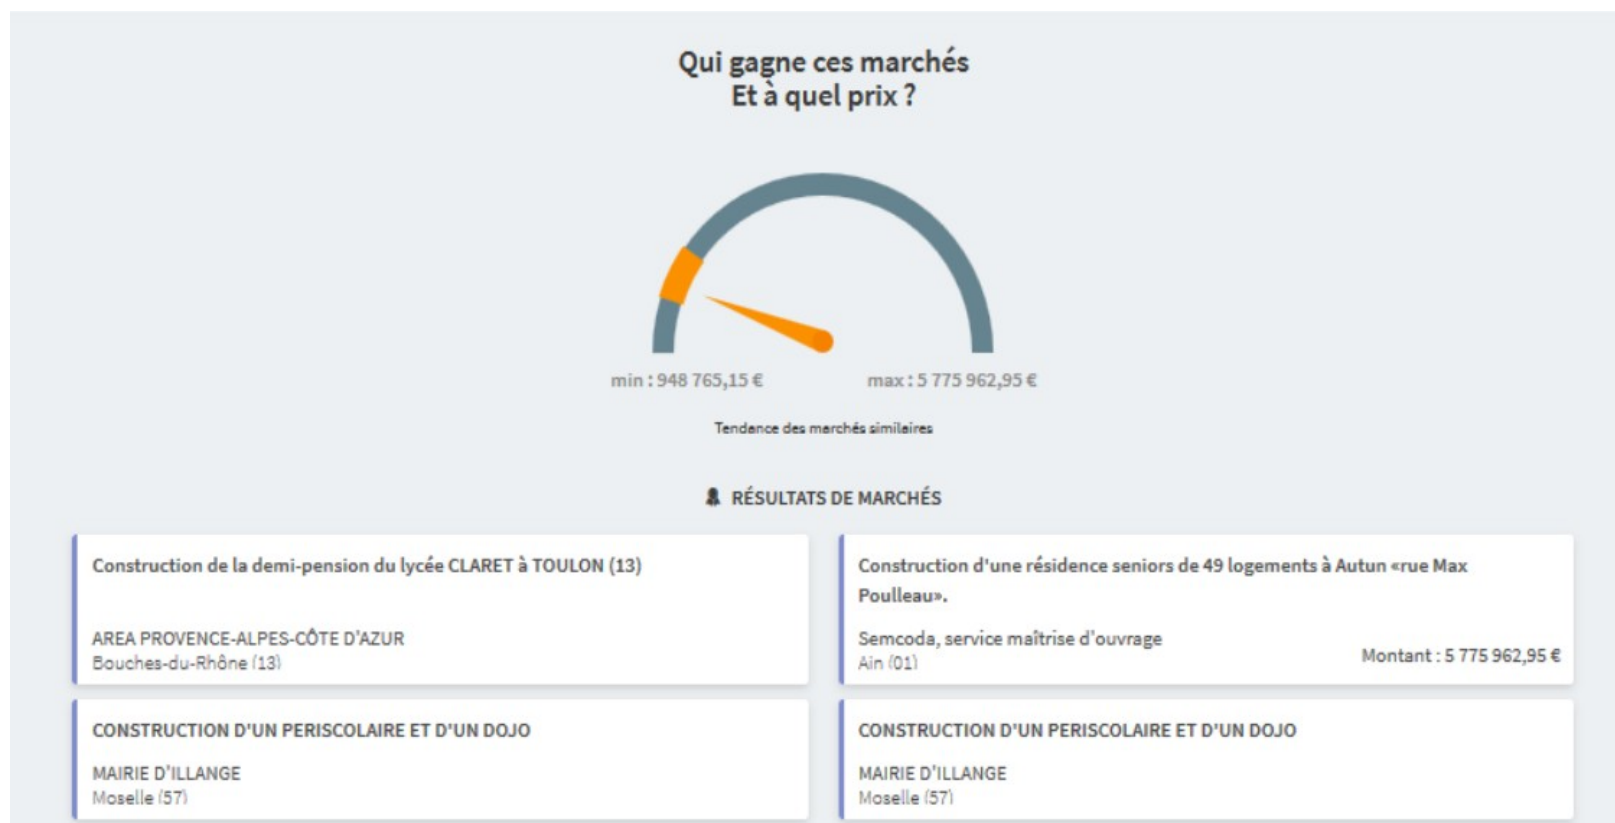 Qui gagne ces marchés
Et à quel prix ?
min : 948 765,15 €
max : 5 775 962,95 €
Tendance des marchés similaires
RÉSULTATS DE MARCHÉS
Construction de la demi-pension du lycée CLARET à TOULON (13)
AREA PROVENCE-ALPES-CÔTE D'AZUR
Bouches-du-Rhône (13)
Construction d'une résidence seniors de 49 logements à Autun «rue Max
Poulleau».
Semcoda, service maîtrise d'ouvrage
Ain (01)
Montant : 5 775 962,95 €
CONSTRUCTION D'UN PERISCOLAIRE ET D'UN DOJO
MAIRIE D'ILLANGE
Moselle (57)
CONSTRUCTION D'UN PERISCOLAIRE ET D'UN DOJO
MAIRIE D'ILLANGE
Moselle (57)